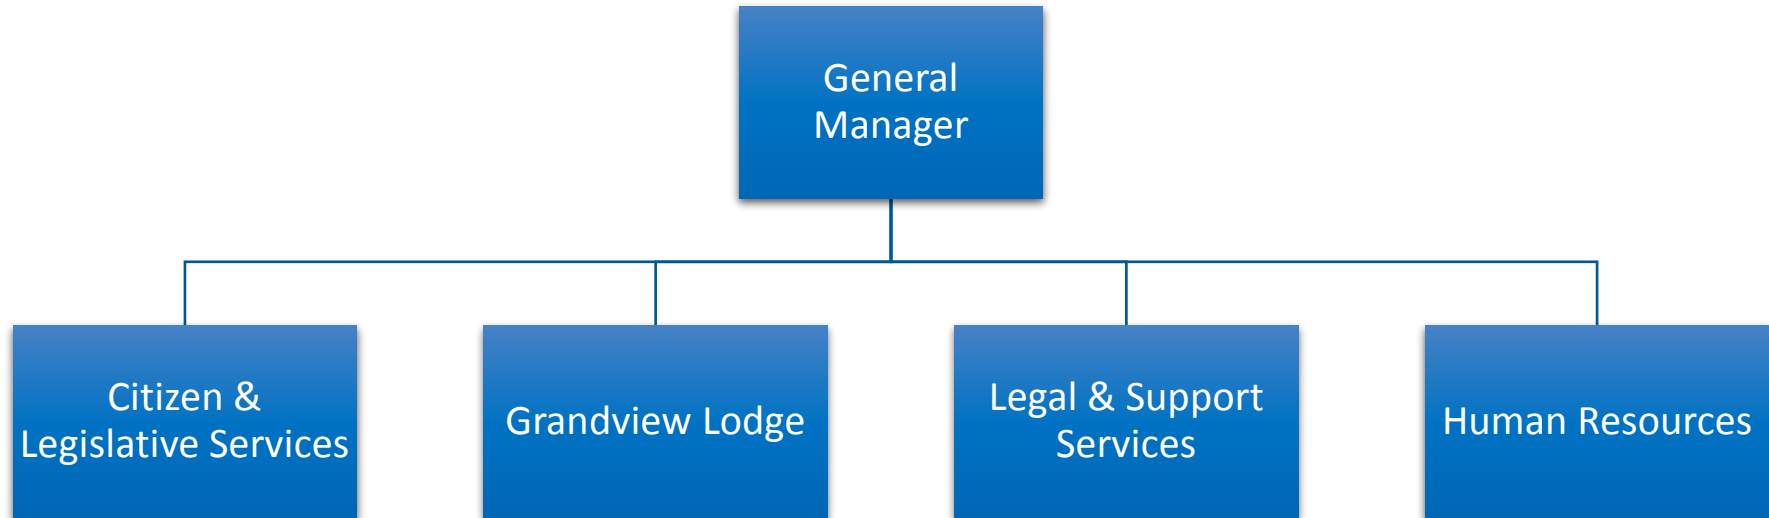 General
Manager
Citizen &
Legislative Services
Grandview Lodge
Legal & Support
Services
Human Resources